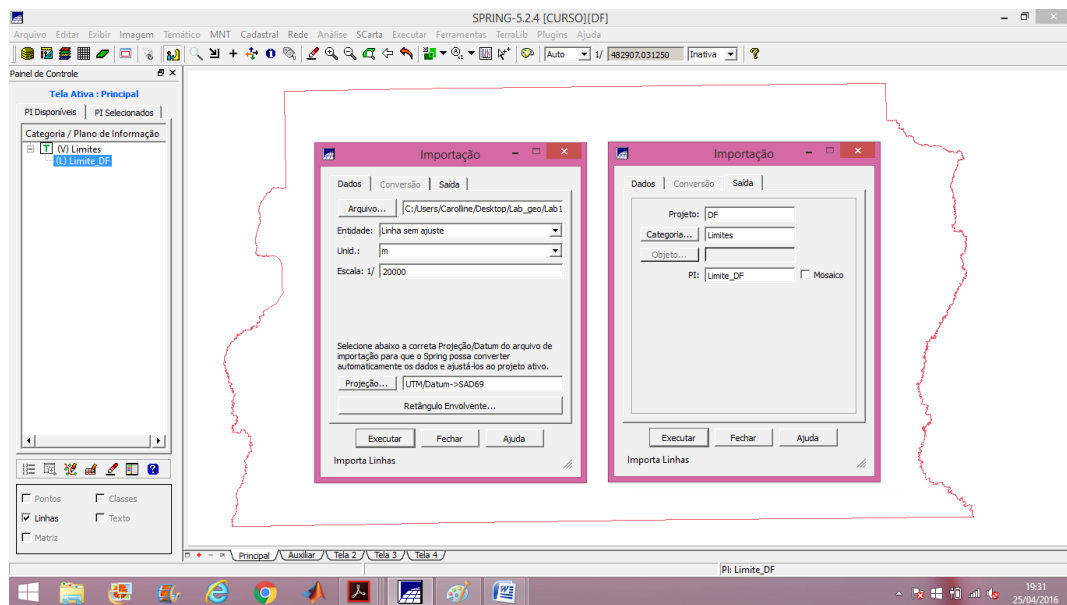 SPRING-5.2.4 [CURSO][DF]
Arquivo Editar Exibir Imagem Temático MNT Cadastral Rede Análise SCarta Executar Ferramentas TerraLib Plugins Ajuda
Auto 1/ 482907.031250 Inativa
Painel de Controle
Tela Ativa : Principal
PI Disponíveis PI Selecionados
Categoria / Plano de Informação
T (V) Limites
(L) Limite_DF
Pontos Classes
Linhas Texto
Matriz
Importação
Dados Conversão Saída
Arquivo... C:/Users/Carolline/Desktop/Lab_geo/Lab1
Entidade: Linha sem ajuste
Unid.: m
Escala: 1/ 20000
Selecione abaixo a correta Projeção/Datum do arquivo de
importação para que o Spring possa converter
automaticamente os dados e ajustá-los ao projeto ativo.
Projeção... UTM/Datum->SAD69
Retângulo Envolvente...
Executar Fechar Ajuda
Importa Linhas
Importação
Dados Conversão Saída
Projeto: DF
Categoria... Limites
Objeto...
PI: Limite_DF Mosaico
Executar Fechar Ajuda
Importa Linhas
Principal Auxiliar Tela 2 Tela 3 Tela 4
PI: Limite_DF
19:31
25/04/2016